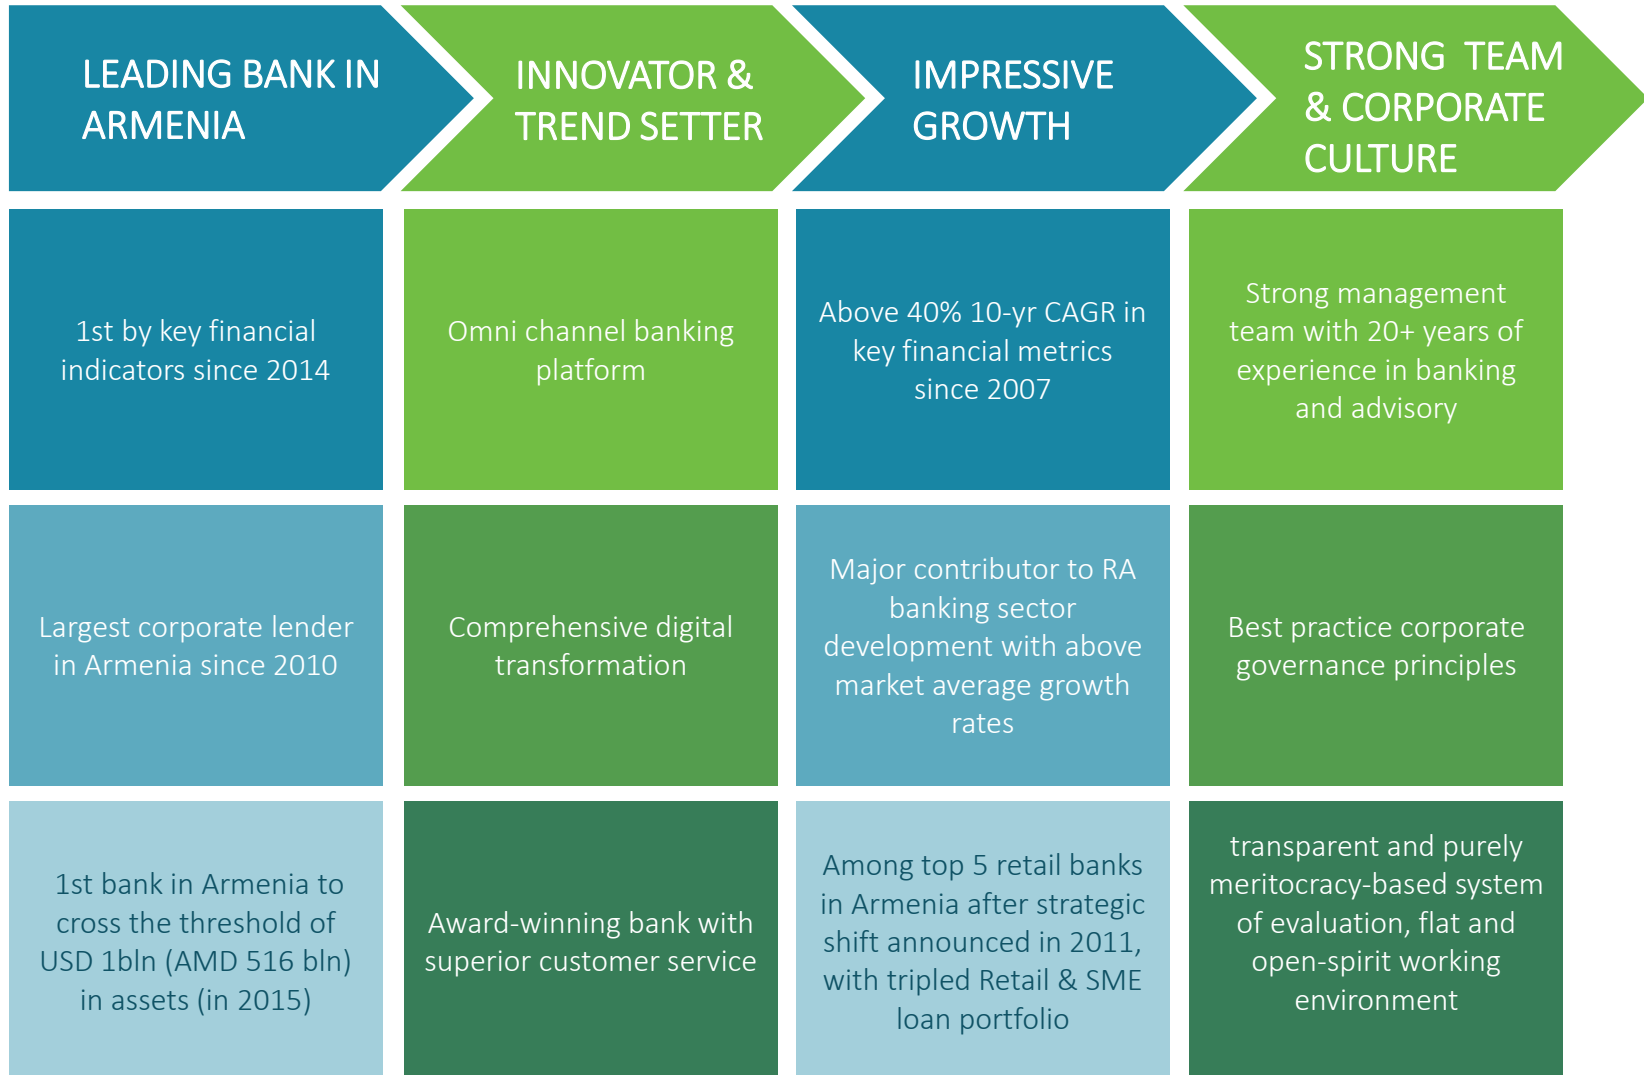 LEADING BANK IN
ARMENIA
INNOVATOR &
TREND SETTER
IMPRESSIVE
GROWTH
STRONG TEAM
& CORPORATE
CULTURE
1st by key financial
indicators since 2014
Omni channel banking
platform
Above 40% 10-yr CAGR in
key financial metrics
since 2007
Strong management
team with 20+ years of
experience in banking
and advisory
Largest corporate lender
in Armenia since 2010
Comprehensive digital
transformation
Major contributor to RA
banking sector
development with above
market average growth
rates
Best practice corporate
governance principles
1st bank in Armenia to
cross the threshold of
USD 1bln (AMD 516 bln)
in assets (in 2015)
Award-winning bank with
superior customer service
Among top 5 retail banks
in Armenia after strategic
shift announced in 2011,
with tripled Retail & SME
loan portfolio
transparent and purely
meritocracy-based system
of evaluation, flat and
open-spirit working
environment